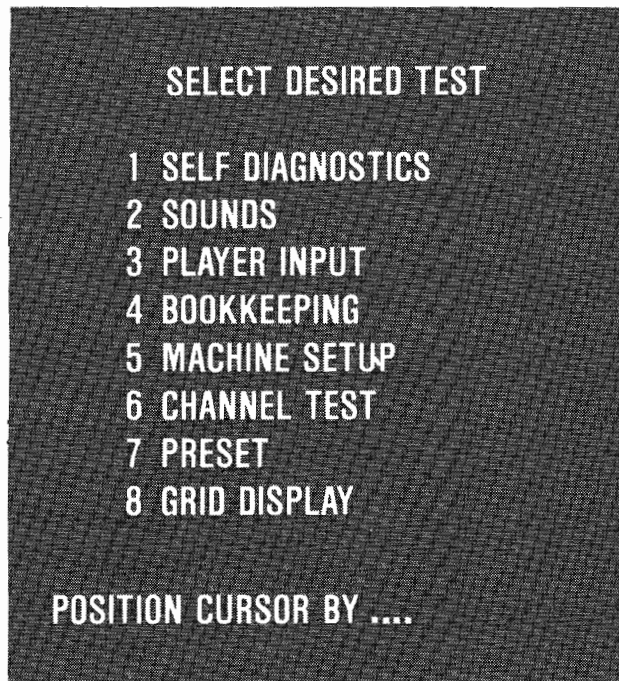 SELECT DESIRED TEST
1 SELF DIAGNOSTICS
2 SOUNDS
3 PLAYER INPUT
4 BOOKKEEPING
5 MACHINE SETUP
6 CHANNEL TEST
7 PRESET
8 GRID DISPLAY
POSITION CURSOR BY ....